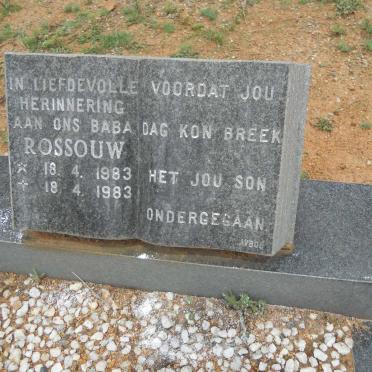 IN LIEFDEVOLLE
HERINNERING
AAN ONS BABA
ROSSOUW
☆ 18. 4. 1983
✝ 18. 4. 1983
VOORDAT JOU
DAG KON BREEK
HET JOU SON
ONDERGEGAAN
AVBOB